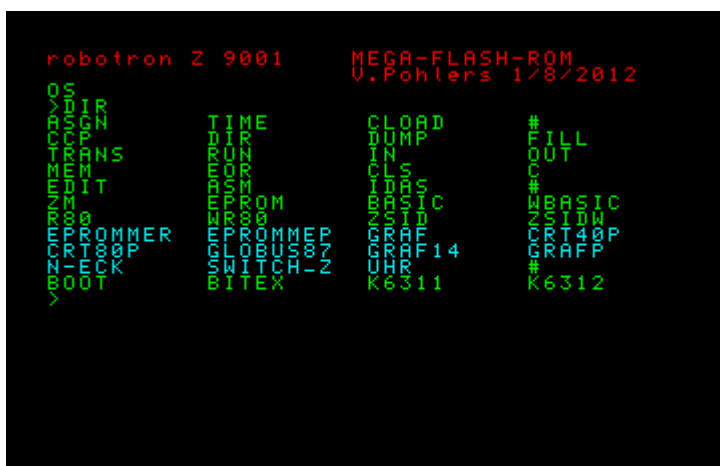 robotron Z 9001 MEGA-FLASH-ROM
V.Pohlers 1/8/2012
OS
>DIR
ASGN TIME CLOAD #
CCP DIR DUMP FILL
TRANS RUN IN OUT
MEM EOR CLS C
EDIT ASM IDAS #
ZM EPROM BASIC WBASIC
R80 WR80 ZSID ZSIDW
EPROMMER EPROMMEP GRAF CRT40P
CRT80P GLOBUS87 GRAF14 GRAFP
N-ECK SWITCH-Z UHR #
BOOT BITEX K6311 K6312
>